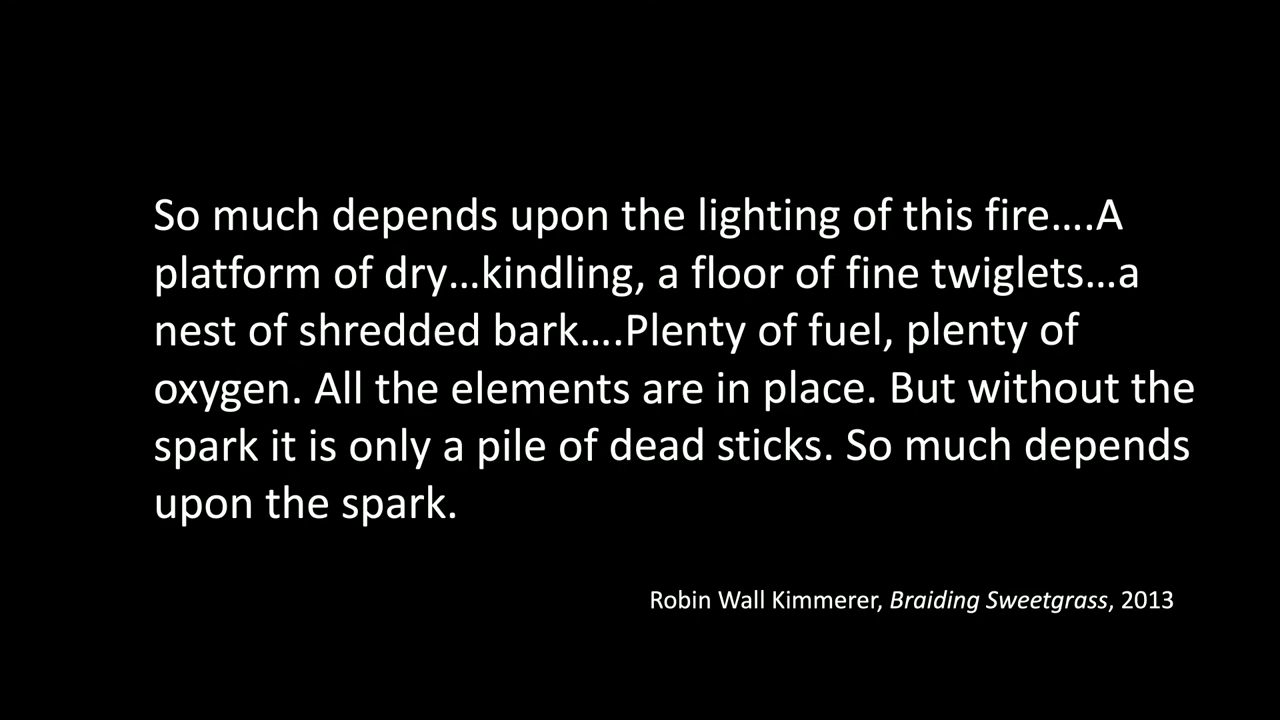 So much depends upon the lighting of this fire….A
platform of dry…kindling, a floor of fine twiglets…a
nest of shredded bark….Plenty of fuel, plenty of
oxygen. All the elements are in place. But without the
spark it is only a pile of dead sticks. So much depends
upon the spark.
Robin Wall Kimmerer, Braiding Sweetgrass, 2013